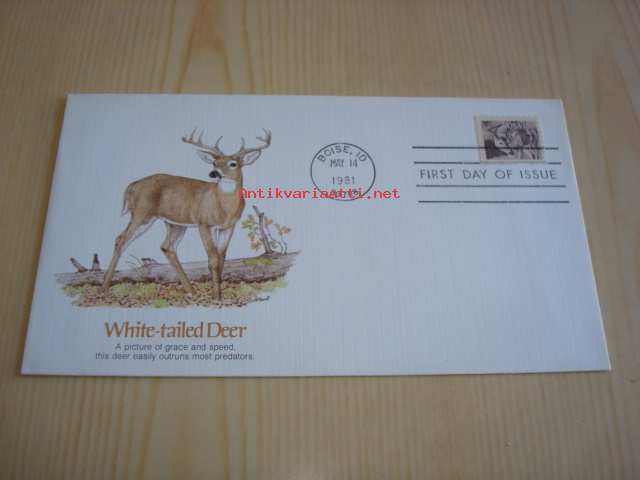 BOISE, ID
MAY 14
1981
FIRST DAY OF ISSUE
Antikvariaatti.net
White-tailed Deer
A picture of grace and speed,
this deer easily outruns most predators.